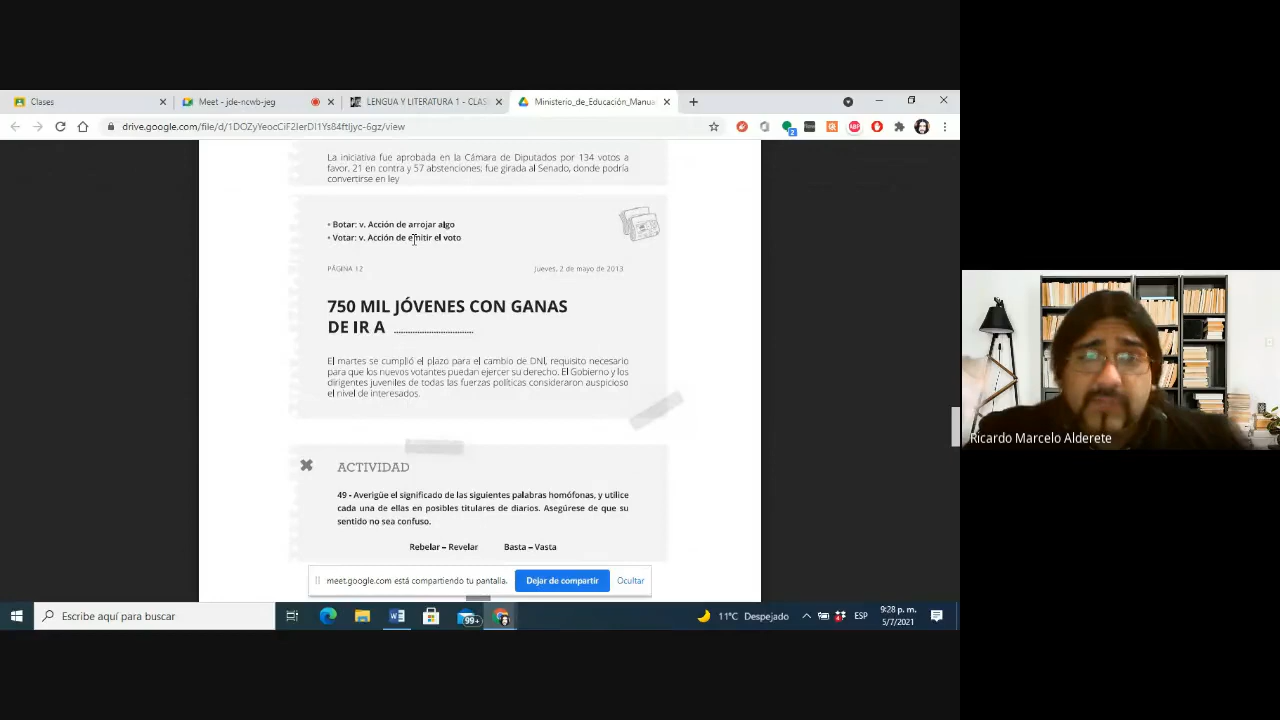 Clases
Meet - jde-ncwb-jeg
LENGUA Y LITERATURA 1 - CLAS
Ministerio_de_Educación_Manua
drive.google.com/file/d/1DOZyYeocCiF2IerDI1Ys84ftljyc-6gz/view
La iniciativa fue aprobada en la Cámara de Diputados por 134 votos a
favor, 21 en contra y 57 abstenciones; fue girada al Senado, donde podría
convertirse en ley
• Botar: v. Acción de arrojar algo
• Votar: v. Acción de emitir el voto
PÁGINA 12
Jueves, 2 de mayo de 2013
750 MIL JÓVENES CON GANAS
DE IR A ..................................
El martes se cumplió el plazo para el cambio de DNI, requisito necesario
para que los nuevos votantes puedan ejercer su derecho. El Gobierno y los
dirigentes juveniles de todas las fuerzas políticas consideraron auspicioso
el nivel de interesados.
ACTIVIDAD
49 - Averigüe el significado de las siguientes palabras homófonas, y utilice
cada una de ellas en posibles titulares de diarios. Asegúrese de que su
sentido no sea confuso.
Rebelar – Revelar Basta – Vasta
meet.google.com está compartiendo tu pantalla.
Dejar de compartir
Ocultar
Ricardo Marcelo Alderete
Escribe aquí para buscar
99+
11°C Despejado
ESP
9:28 p. m.
5/7/2021